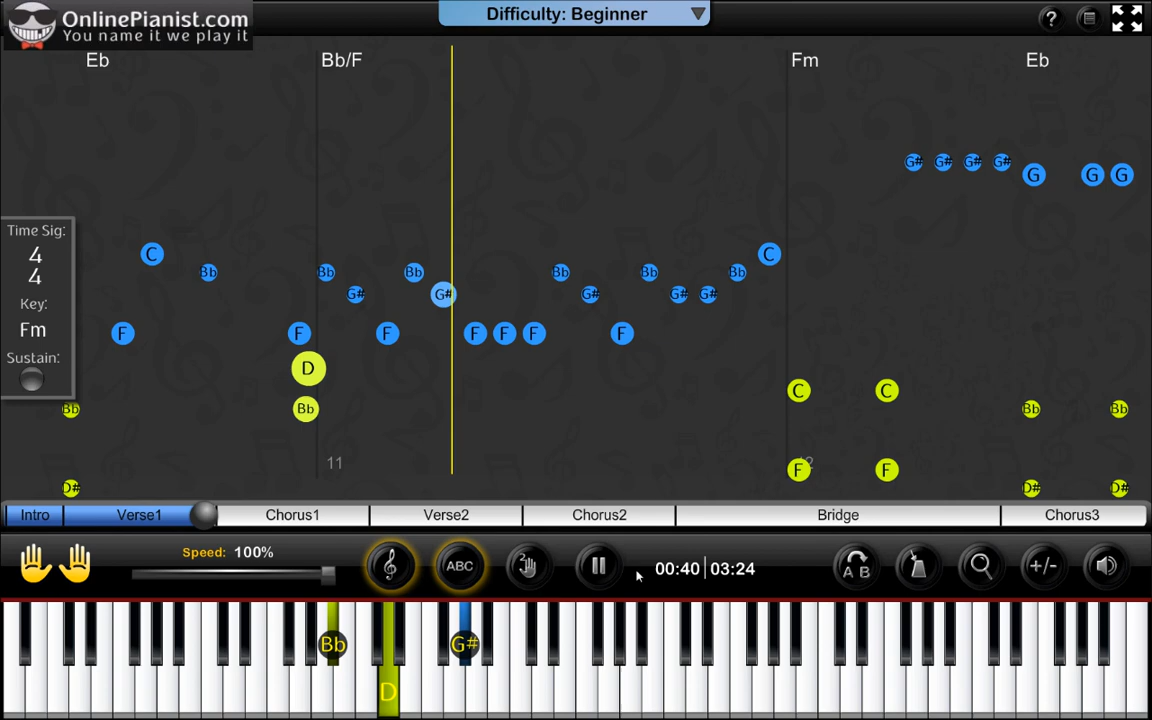 OnlinePianist.com
You name it we play it
Difficulty: Beginner
?
Eb Bb/F Fm Eb
G# G# G# G# G G G
C Bb Bb Bb Bb Bb Bb C
G# G# G# G# G#
F F F F F F F
D
C C
Bb Bb Bb Bb
F F
D# D# D#
11
Time Sig:
4
4
Key:
Fm
Sustain:
Intro Verse1 Chorus1 Verse2 Chorus2 Bridge Chorus3
Speed: 100%
ABC
2
00:40 | 03:24
A B
+/-
Bb D G#